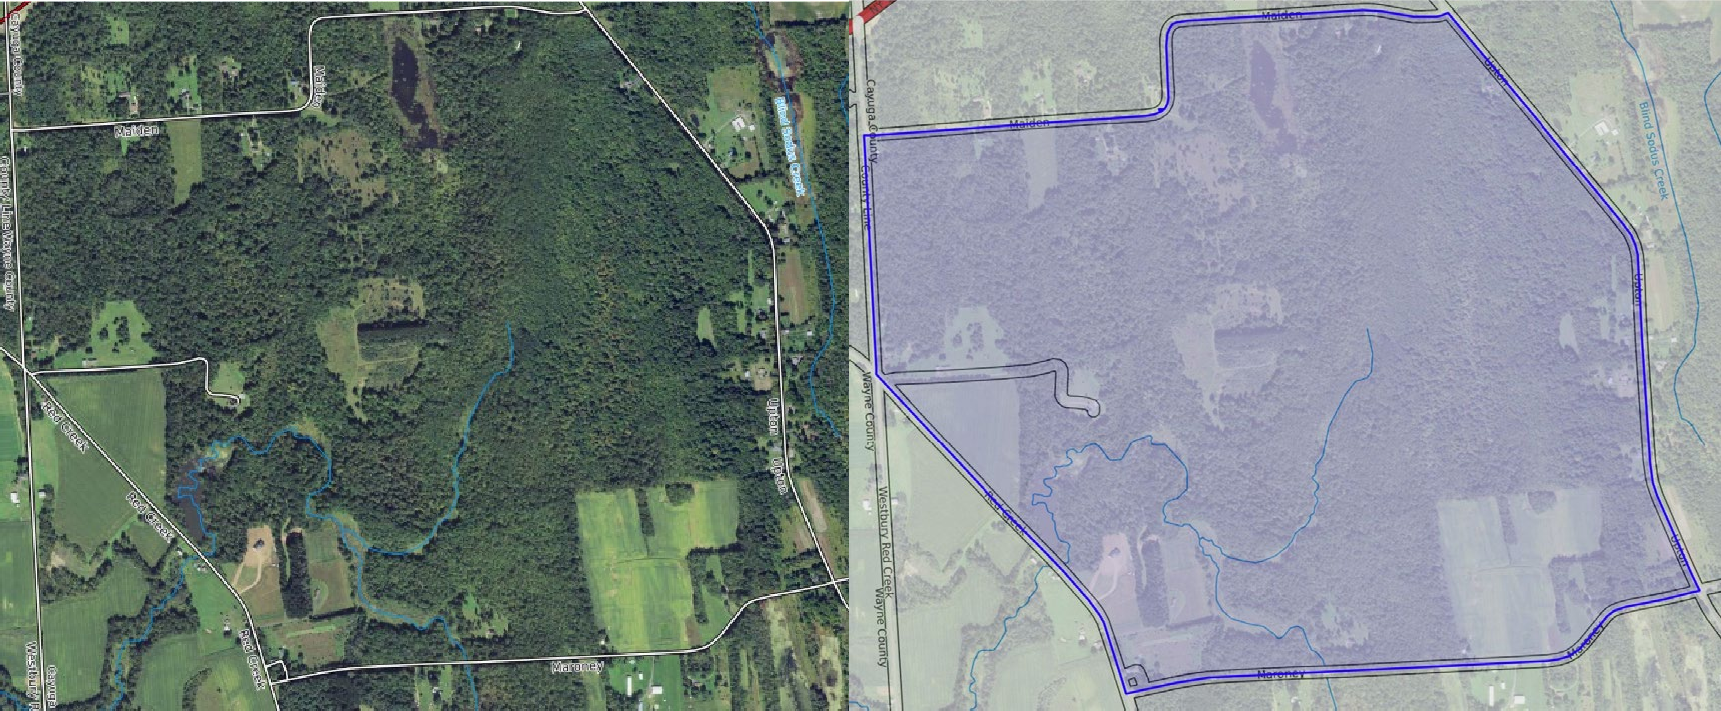 Cayuga County
Maiden
Maiden
County Line Wayne County
Blind Sodus Creek
Red Creek
Red Creek
Red Creek
Upton
Upton
Maroney
Westbury R
Cayuga
Maiden
Upton
Cayuga County
Maiden
County Line
Blind Sodus Creek
Upton
Wayne County
Red Creek
Westbury Red Creek
Upton
Wayne County
Maroney
Maroney